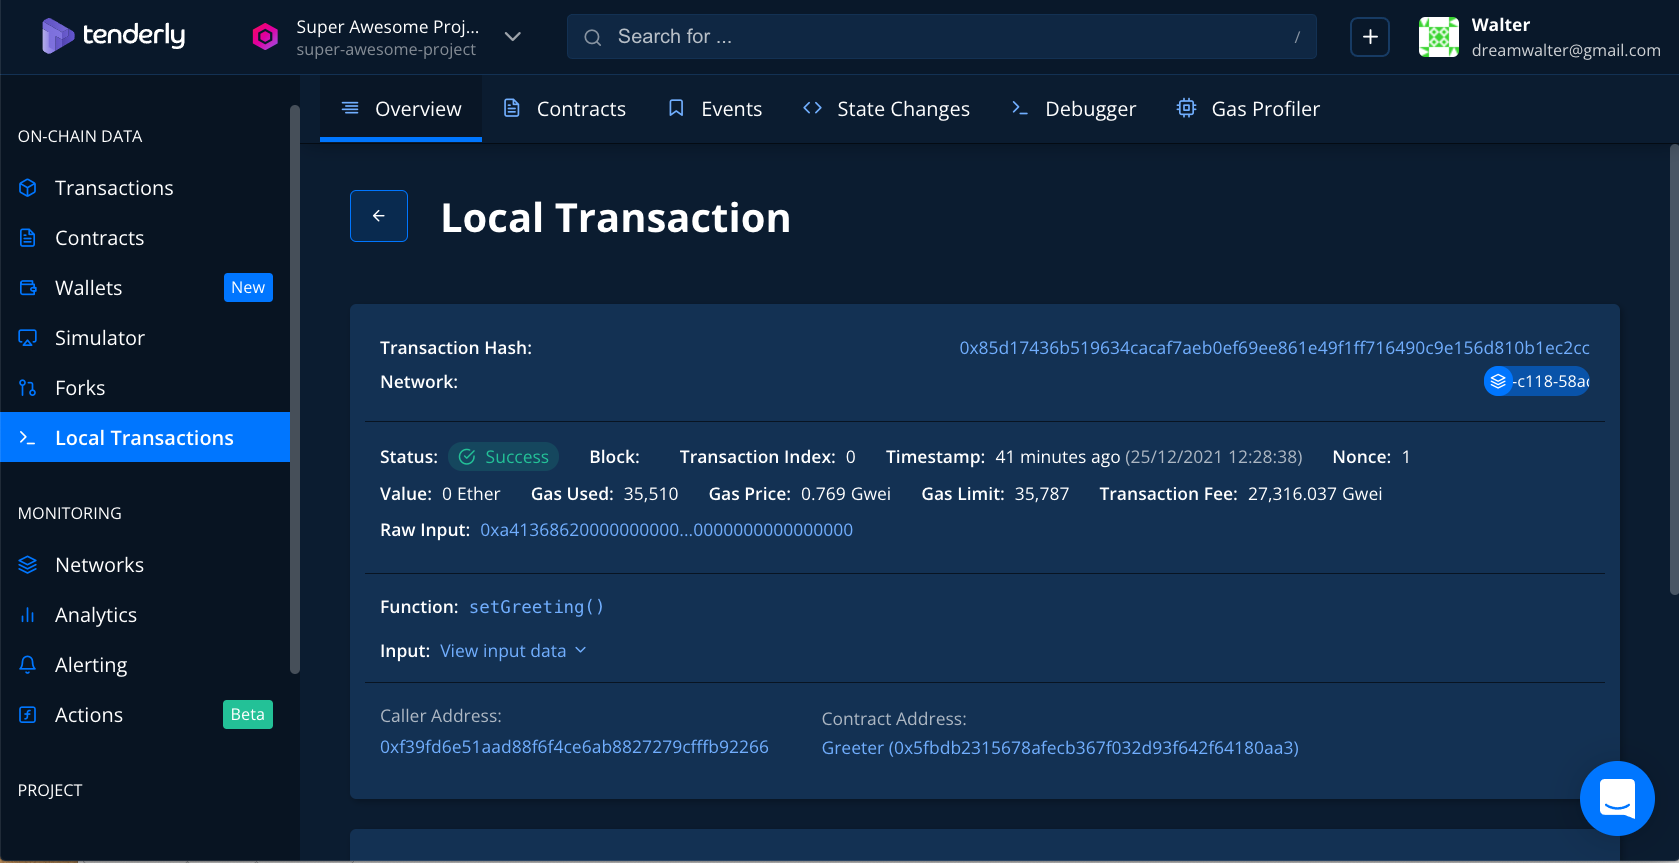 tenderly
Super Awesome Proj...
super-awesome-project
Search for ...
/
+
Walter
dreamwalter@gmail.com
Overview
Contracts
Events
State Changes
Debugger
Gas Profiler
ON-CHAIN DATA
Transactions
Contracts
Wallets New
Simulator
Forks
Local Transactions
MONITORING
Networks
Analytics
Alerting
Actions Beta
PROJECT
Local Transaction
Transaction Hash: 0x85d17436b519634cacaf7aeb0ef69ee861e49f1ff716490c9e156d810b1ec2cc
Network: -c118-58ac
Status: Success Block: Transaction Index: 0 Timestamp: 41 minutes ago (25/12/2021 12:28:38) Nonce: 1
Value: 0 Ether Gas Used: 35,510 Gas Price: 0.769 Gwei Gas Limit: 35,787 Transaction Fee: 27,316.037 Gwei
Raw Input: 0xa41368620000000000...0000000000000000
Function: setGreeting()
Input: View input data
Caller Address:
0xf39fd6e51aad88f6f4ce6ab8827279cfffb92266
Contract Address:
Greeter (0x5fbdb2315678afecb367f032d93f642f64180aa3)